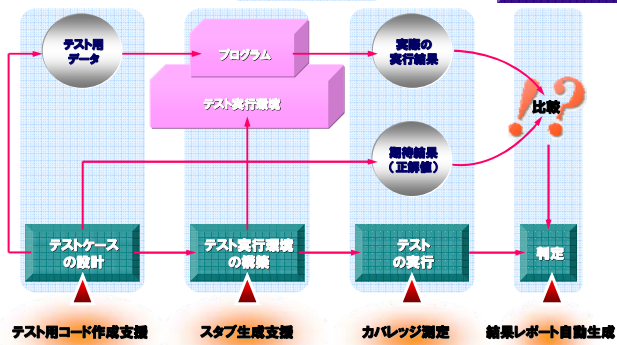 テスト用
データ
プログラム
テスト実行環境
実際の
実行結果
!?
比較
期待結果
(正解値)
テストケース
の設計
テスト実行環境
の構築
テスト
の実行
判定
テスト用コード作成支援
スタブ生成支援
カバレッジ測定
結果レポート自動生成